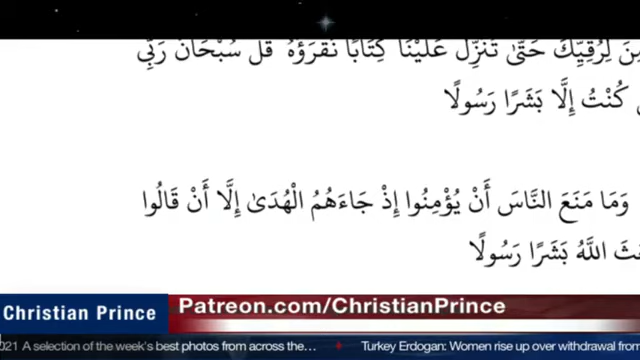 لِرُقِيِّكَ حَتَّىٰ تُنَزِّلَ عَلَيْنَا كِتَابًا نَقْرَؤُهُ قُلْ سُبْحَانَ رَبِّي
كُنْتُ إِلَّا بَشَرًا رَسُولًا
وَمَا مَنَعَ النَّاسَ أَنْ يُؤْمِنُوا إِذْ جَاءَهُمُ الْهُدَىٰ إِلَّا أَنْ قَالُوا
اللَّهُ بَشَرًا رَسُولًا
Christian Prince
Patreon.com/ChristianPrince
A selection of the week's best photos from across the... Turkey Erdogan: Women rise up over withdrawal from